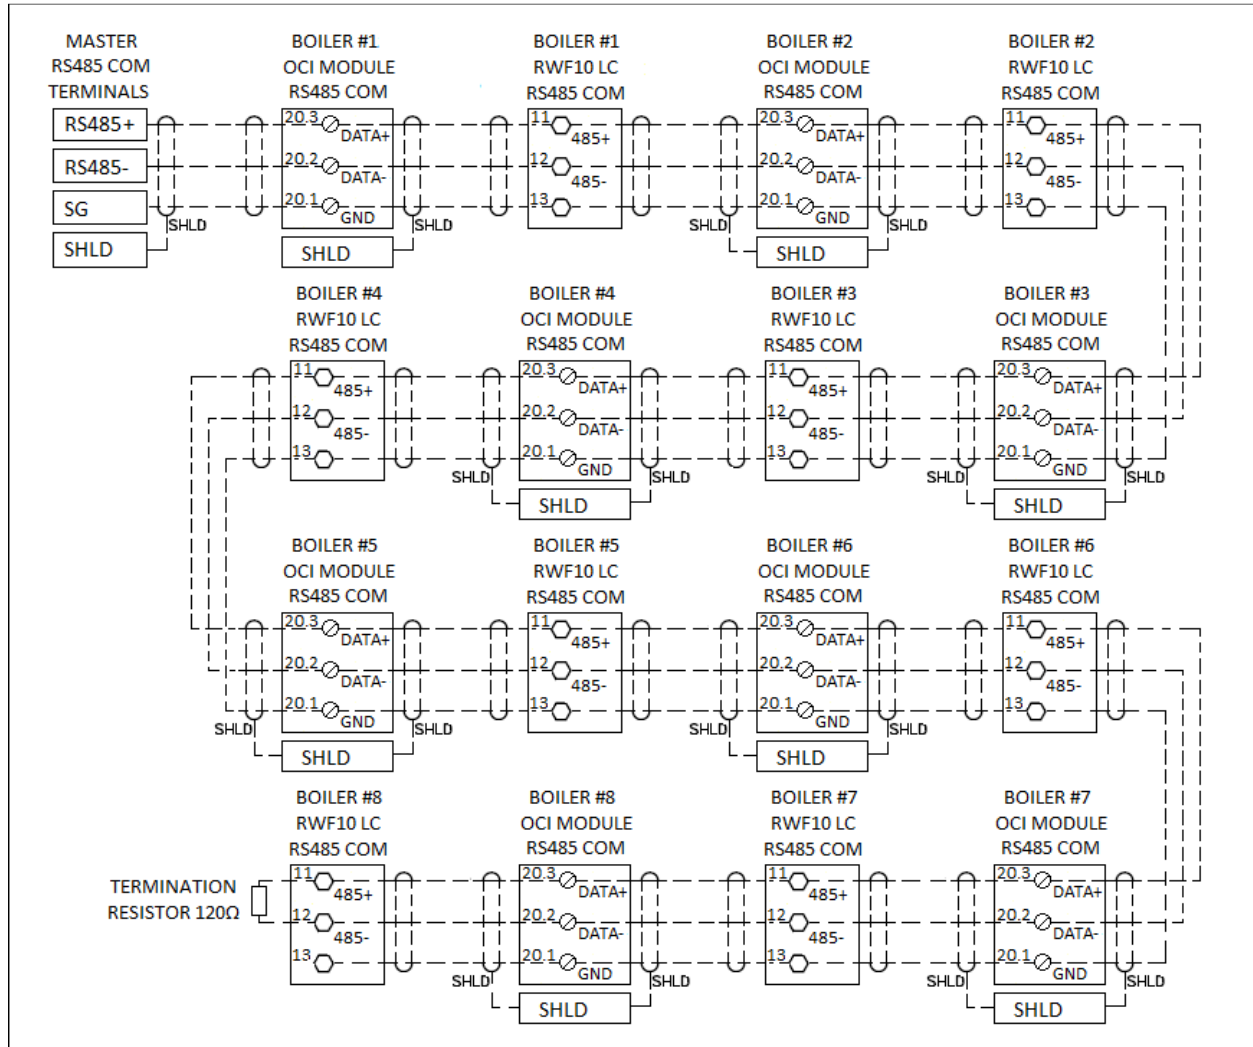 MASTER
RS485 COM
TERMINALS
RS485+
RS485-
SG
SHLD
SHLD
BOILER #1
OCI MODULE
RS485 COM
20.3
DATA+
20.2
DATA-
20.1
GND
SHLD
SHLD
BOILER #1
RWF10 LC
RS485 COM
11
485+
12
485-
13
BOILER #2
OCI MODULE
RS485 COM
20.3
DATA+
20.2
DATA-
20.1
GND
SHLD
SHLD
SHLD
BOILER #2
RWF10 LC
RS485 COM
11
485+
12
485-
13
BOILER #4
RWF10 LC
RS485 COM
11
485+
12
485-
13
BOILER #4
OCI MODULE
RS485 COM
20.3
DATA+
20.2
DATA-
20.1
GND
SHLD
SHLD
SHLD
BOILER #3
RWF10 LC
RS485 COM
11
485+
12
485-
13
BOILER #3
OCI MODULE
RS485 COM
20.3
DATA+
20.2
DATA-
20.1
GND
SHLD
SHLD
SHLD
BOILER #5
OCI MODULE
RS485 COM
20.3
DATA+
20.2
DATA-
20.1
GND
SHLD
SHLD
SHLD
BOILER #5
RWF10 LC
RS485 COM
11
485+
12
485-
13
BOILER #6
OCI MODULE
RS485 COM
20.3
DATA+
20.2
DATA-
20.1
GND
SHLD
SHLD
SHLD
BOILER #6
RWF10 LC
RS485 COM
11
485+
12
485-
13
TERMINATION
RESISTOR 120Ω
BOILER #8
RWF10 LC
RS485 COM
11
485+
12
485-
13
BOILER #8
OCI MODULE
RS485 COM
20.3
DATA+
20.2
DATA-
20.1
GND
SHLD
SHLD
SHLD
BOILER #7
RWF10 LC
RS485 COM
11
485+
12
485-
13
BOILER #7
OCI MODULE
RS485 COM
20.3
DATA+
20.2
DATA-
20.1
GND
SHLD
SHLD
SHLD